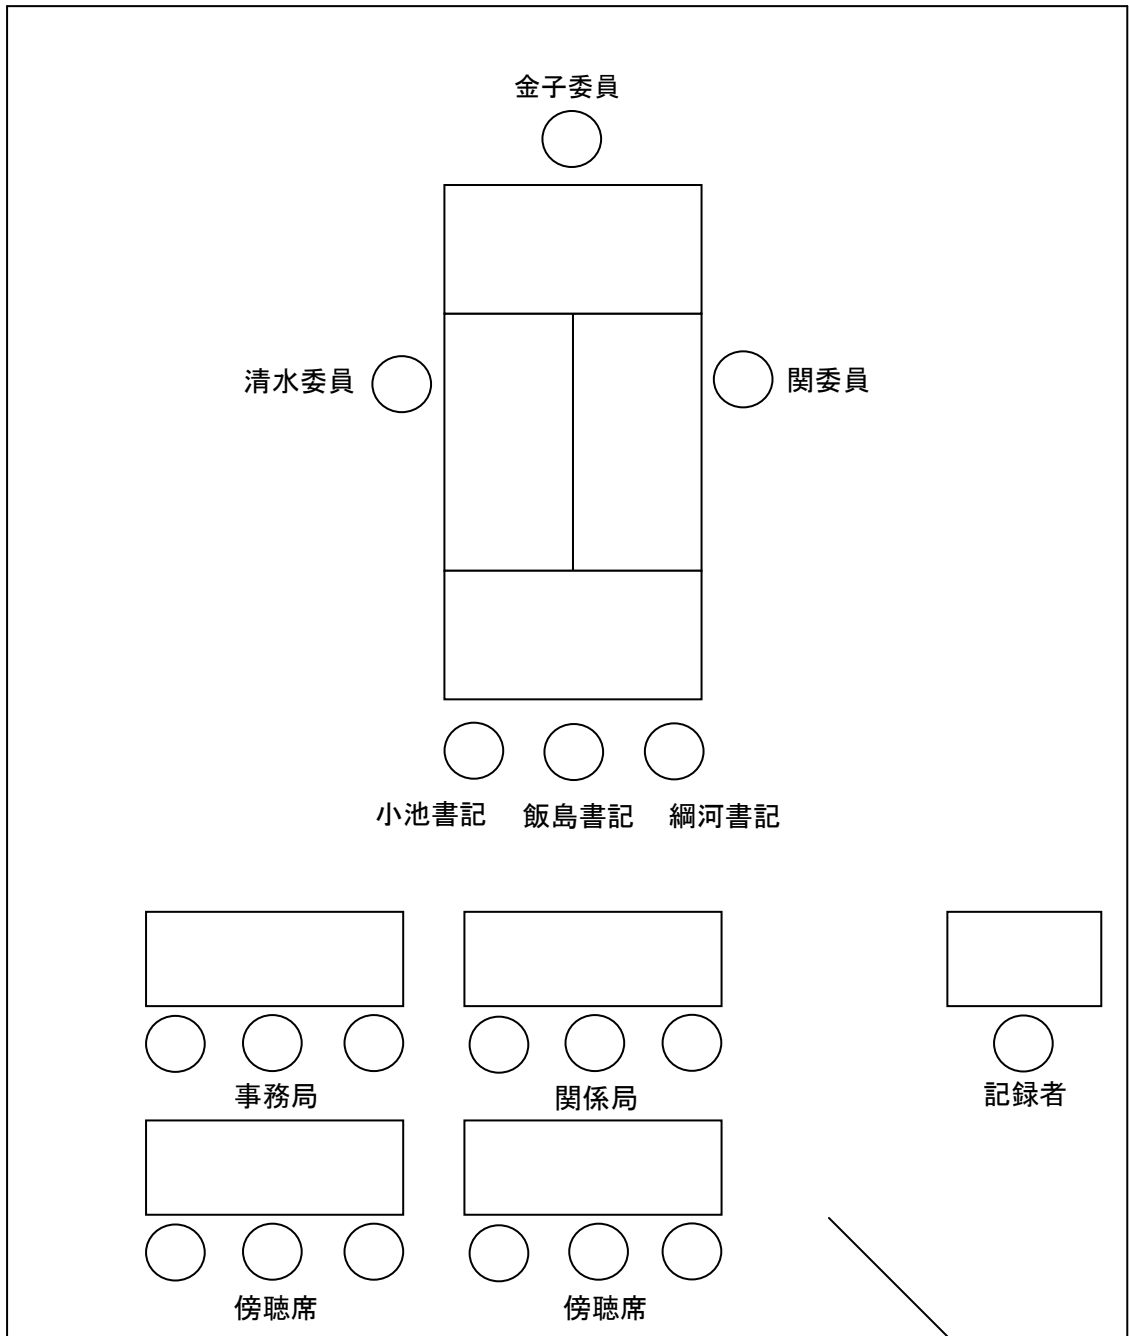 金子委員
清水委員
関委員
小池書記
飯島書記
綱河書記
事務局
関係局
記録者
傍聴席
傍聴席